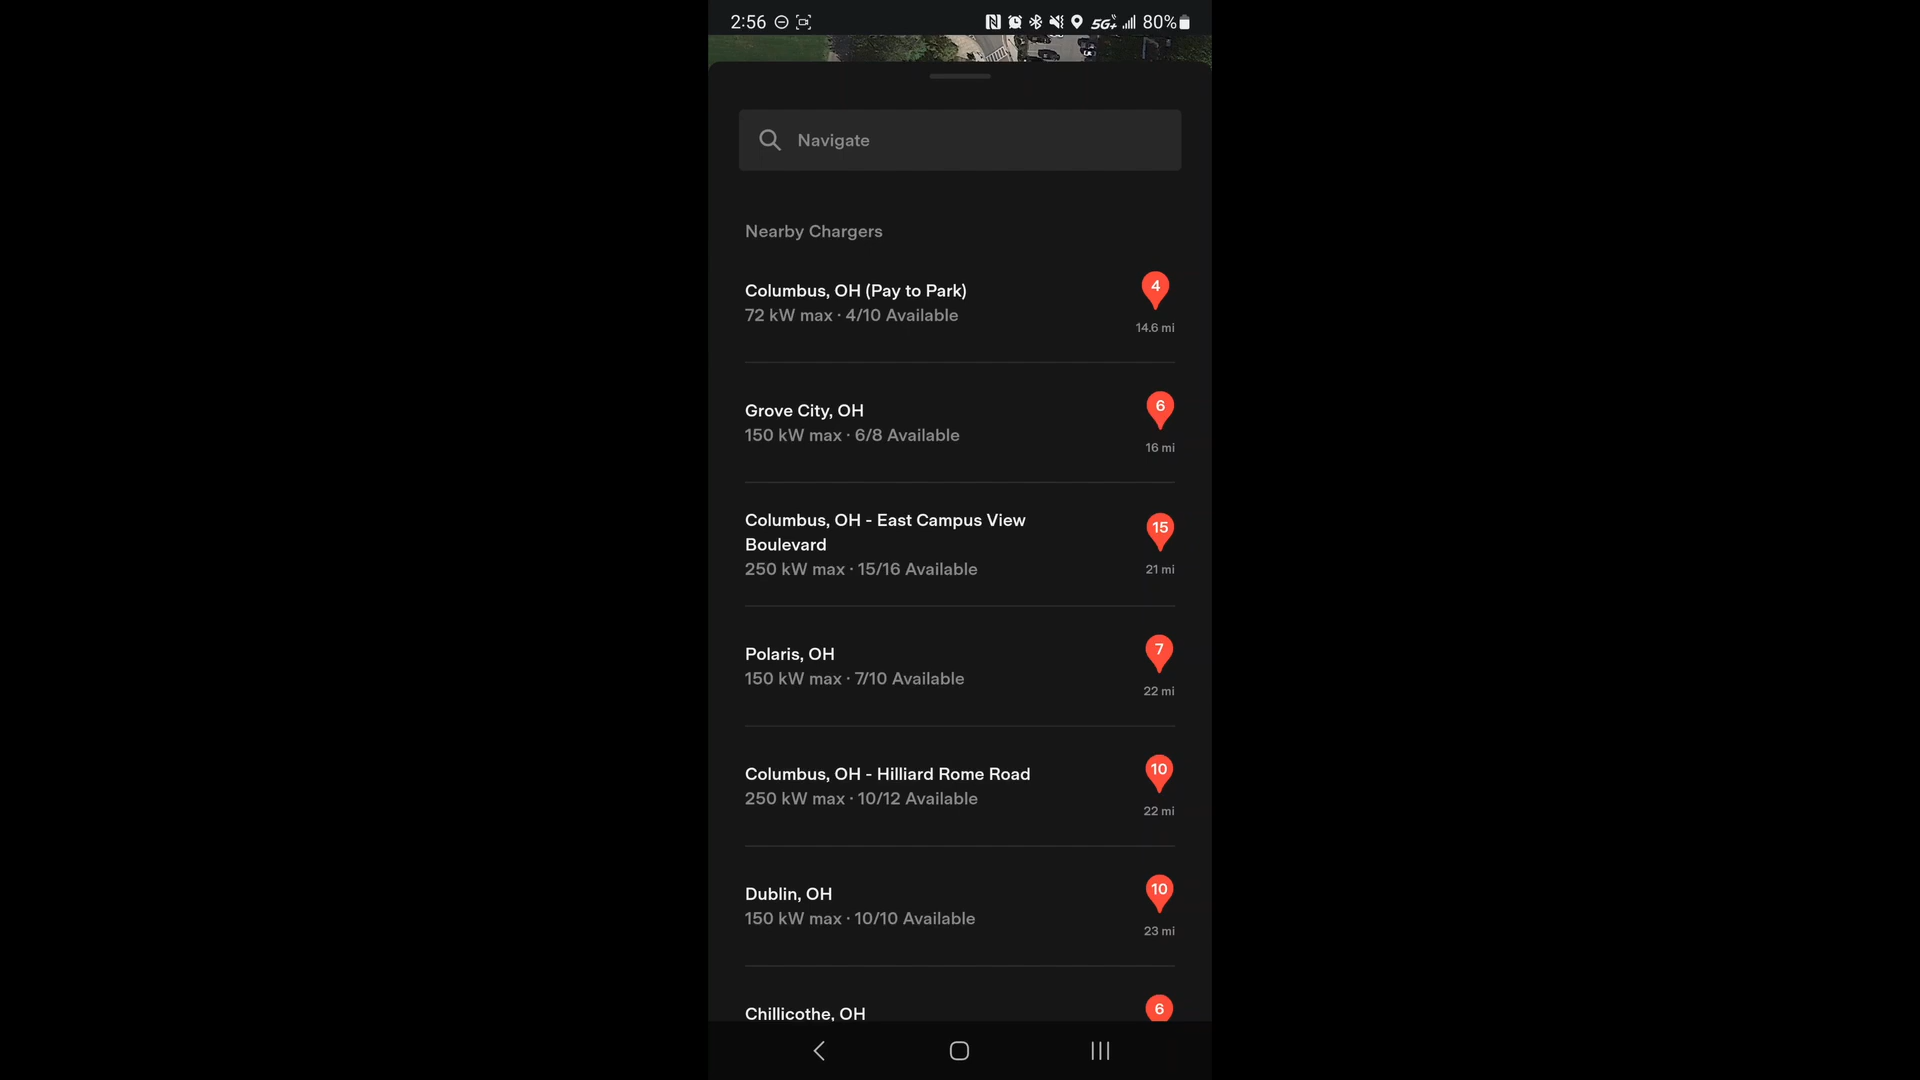 2:56
5G+ 80%
Navigate
Nearby Chargers
Columbus, OH (Pay to Park)
72 kW max · 4/10 Available
4
14.6 mi
Grove City, OH
150 kW max · 6/8 Available
6
16 mi
Columbus, OH - East Campus View
Boulevard
250 kW max · 15/16 Available
15
21 mi
Polaris, OH
150 kW max · 7/10 Available
7
22 mi
Columbus, OH - Hilliard Rome Road
250 kW max · 10/12 Available
10
22 mi
Dublin, OH
150 kW max · 10/10 Available
10
23 mi
Chillicothe, OH
6